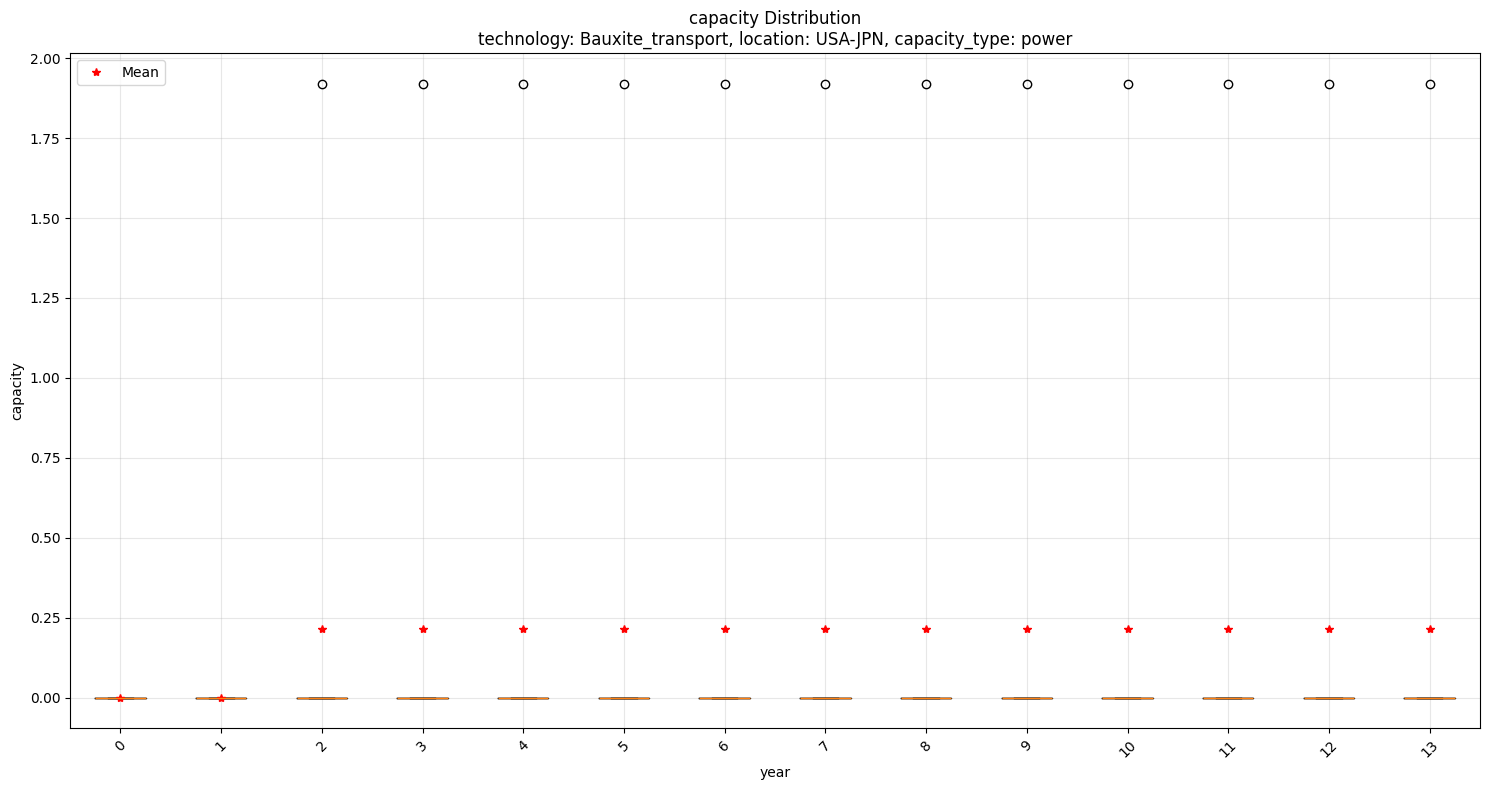 capacity Distribution
technology: Bauxite_transport, location: USA-JPN, capacity_type: power
Mean
2.00
1.75
1.50
1.25
1.00
0.75
0.50
0.25
0.00
capacity
0 1 2 3 4 5 6 7 8 9 10 11 12 13
year